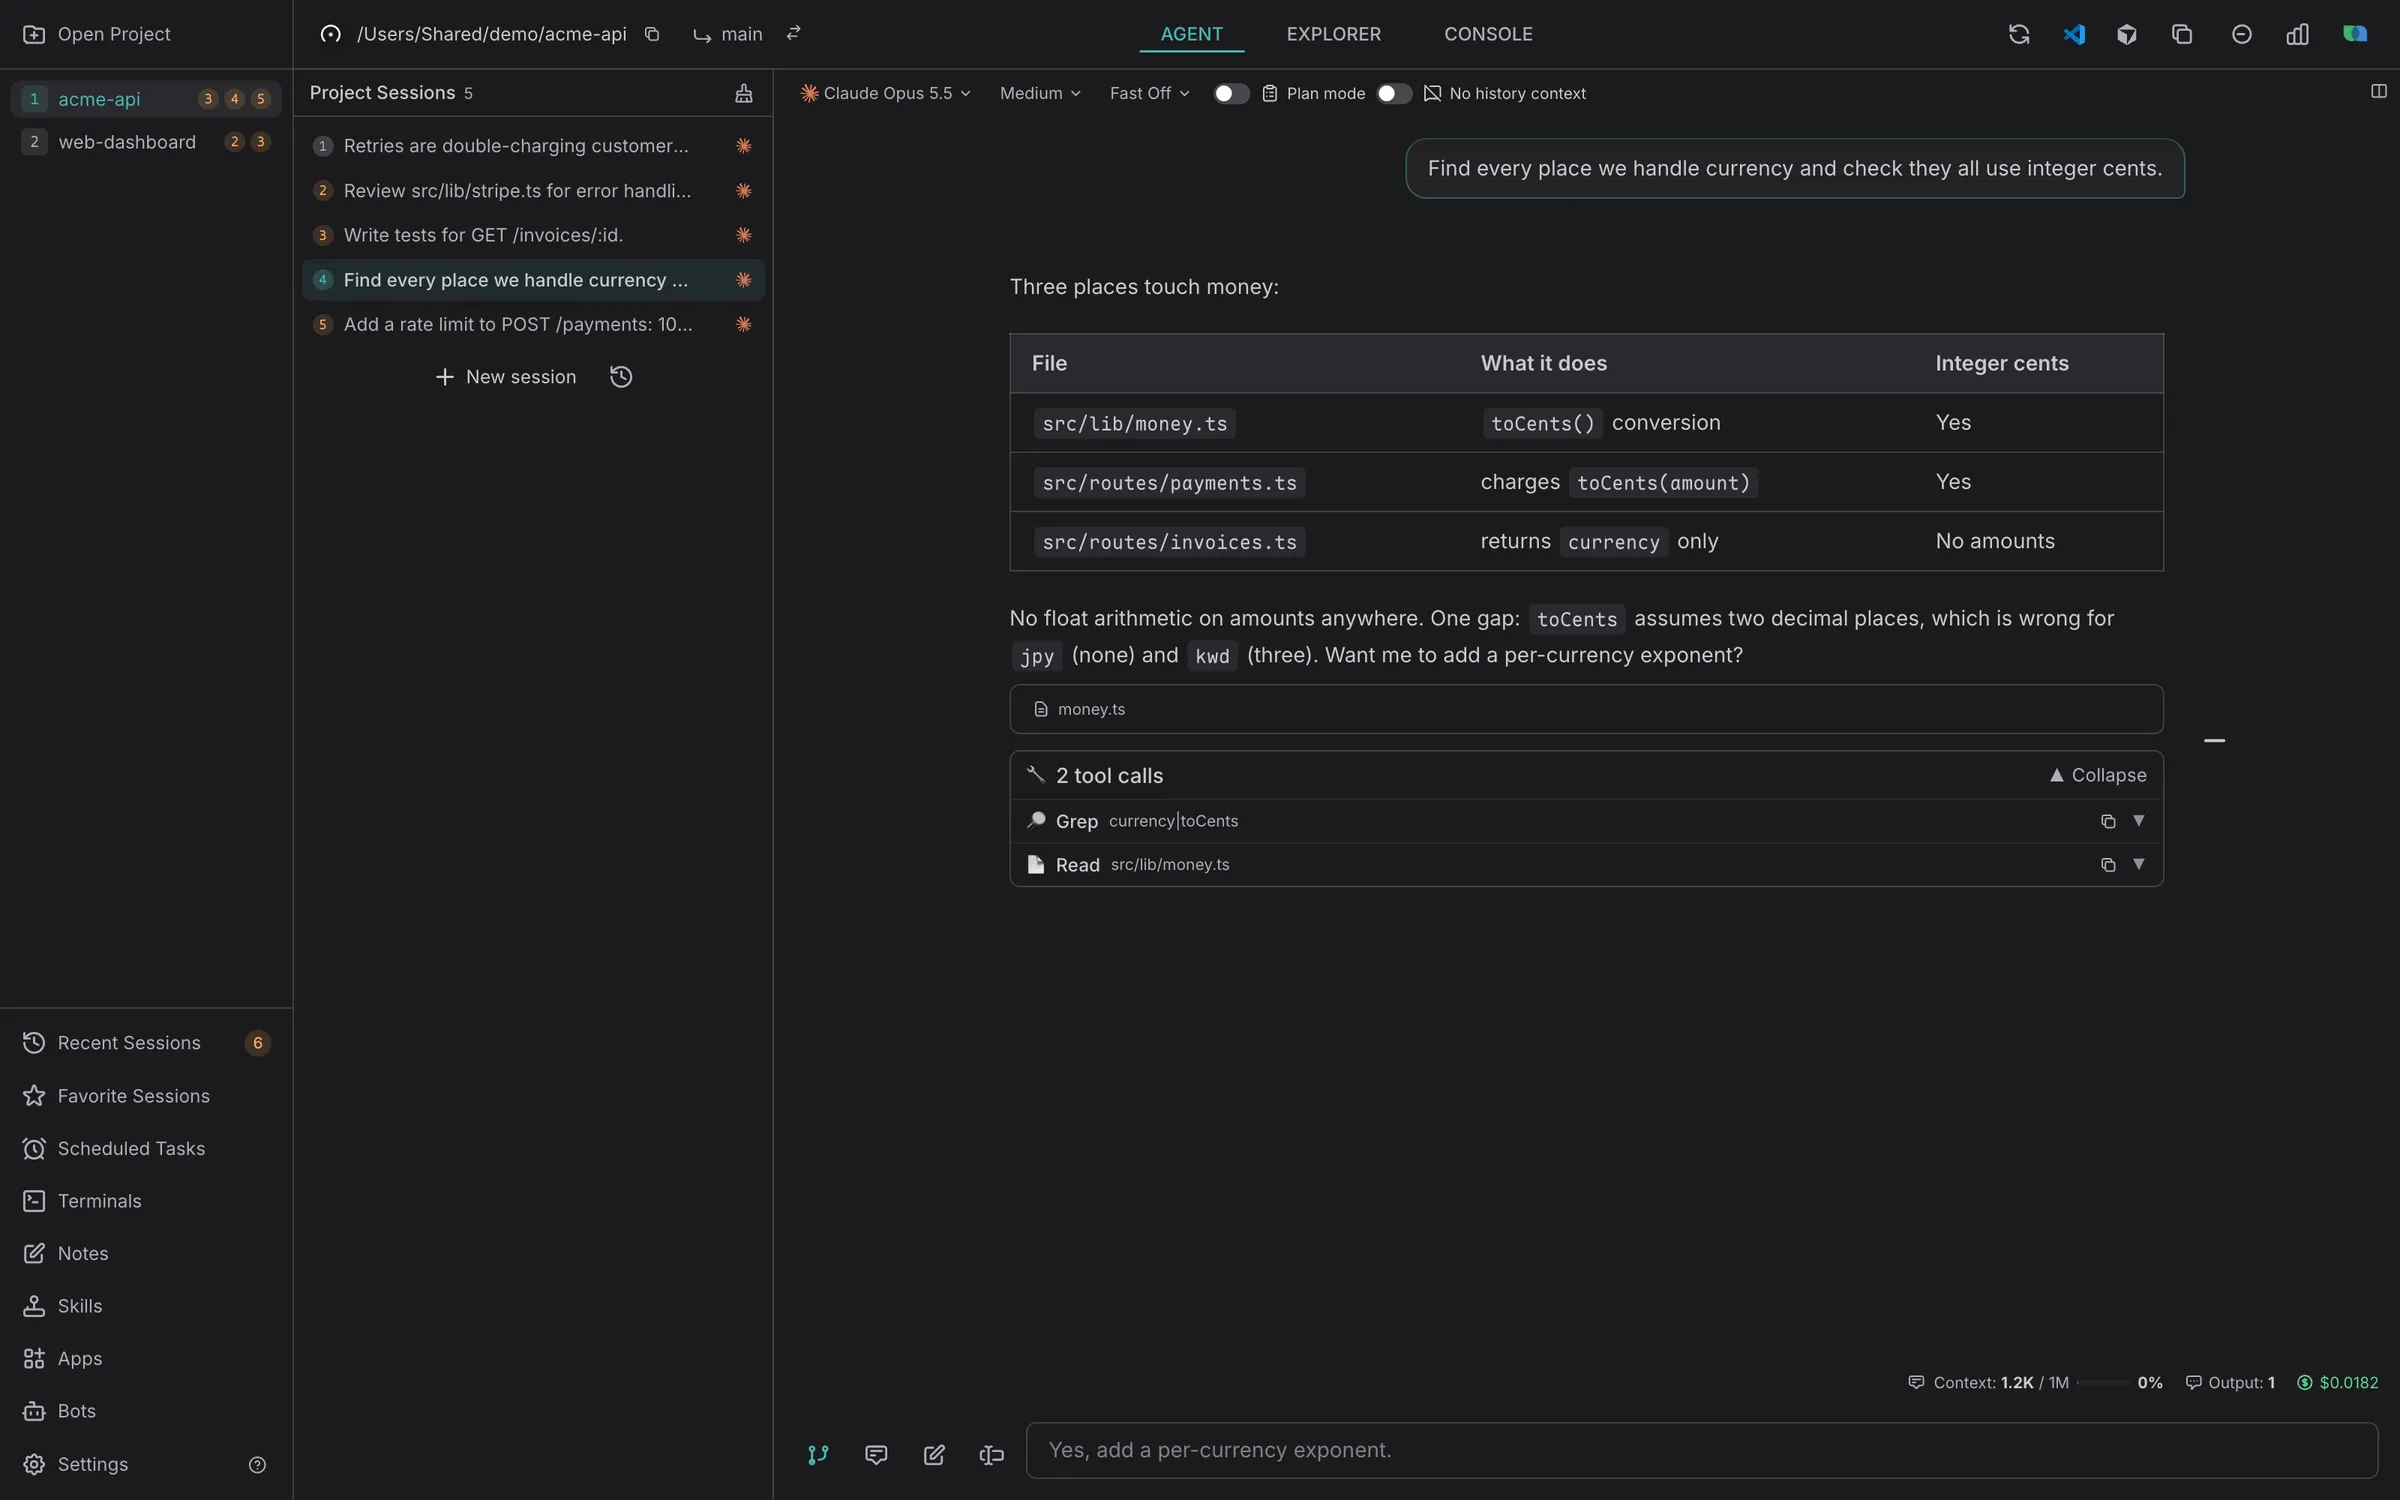 Open Project
/Users/Shared/demo/acme-api
main
AGENT
EXPLORER
CONSOLE
1 acme-api 3 4 5
2 web-dashboard 2 3
Project Sessions 5
1 Retries are double-charging customer...
2 Review src/lib/stripe.ts for error handli...
3 Write tests for GET /invoices/:id.
4 Find every place we handle currency ...
5 Add a rate limit to POST /payments: 10...
New session
Claude Opus 5.5
Medium
Fast Off
Plan mode
No history context
Find every place we handle currency and check they all use integer cents.
Three places touch money:
File What it does Integer cents
src/lib/money.ts toCents() conversion Yes
src/routes/payments.ts charges toCents(amount) Yes
src/routes/invoices.ts returns currency only No amounts
No float arithmetic on amounts anywhere. One gap: toCents assumes two decimal places, which is wrong for
jpy (none) and kwd (three). Want me to add a per-currency exponent?
money.ts
2 tool calls
▲ Collapse
Grep currency|toCents
Read src/lib/money.ts
Recent Sessions 6
Favorite Sessions
Scheduled Tasks
Terminals
Notes
Skills
Apps
Bots
Settings
Context: 1.2K / 1M 0% Output: 1 $0.0182
Yes, add a per-currency exponent.